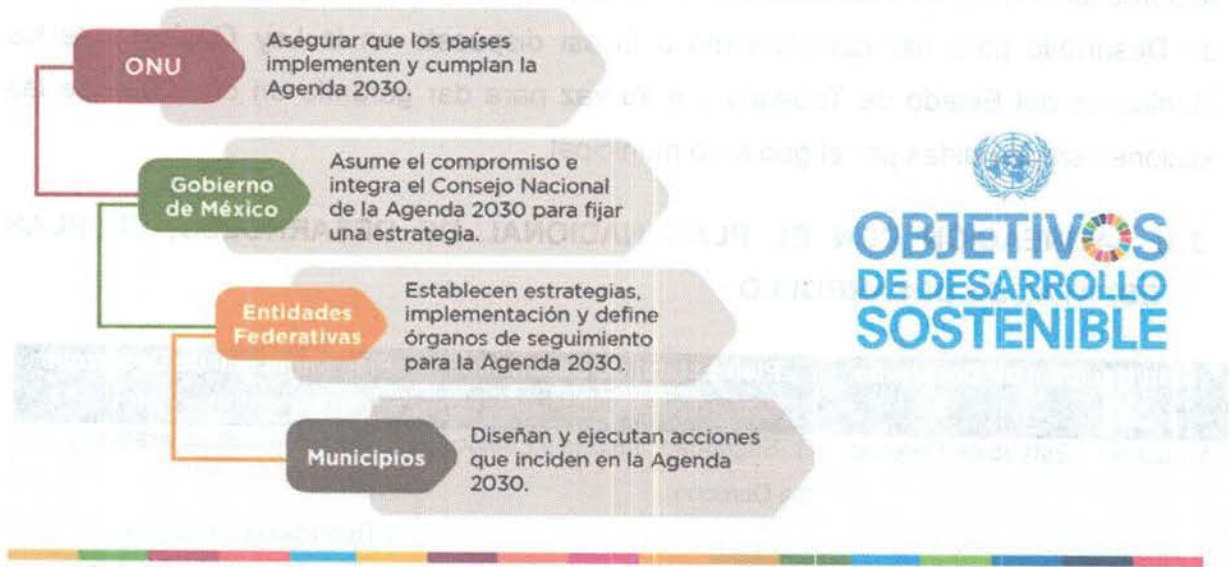 ONU
Asegurar que los países
implementen y cumplan la
Agenda 2030.
Gobierno
de México
Asume el compromiso e
integra el Consejo Nacional
de la Agenda 2030 para fijar
una estrategia.
Entidades
Federativas
Establecen estrategias,
implementación y define
órganos de seguimiento
para la Agenda 2030.
Municipios
Diseñan y ejecutan acciones
que inciden en la Agenda
2030.
OBJETIVOS
DE DESARROLLO
SOSTENIBLE